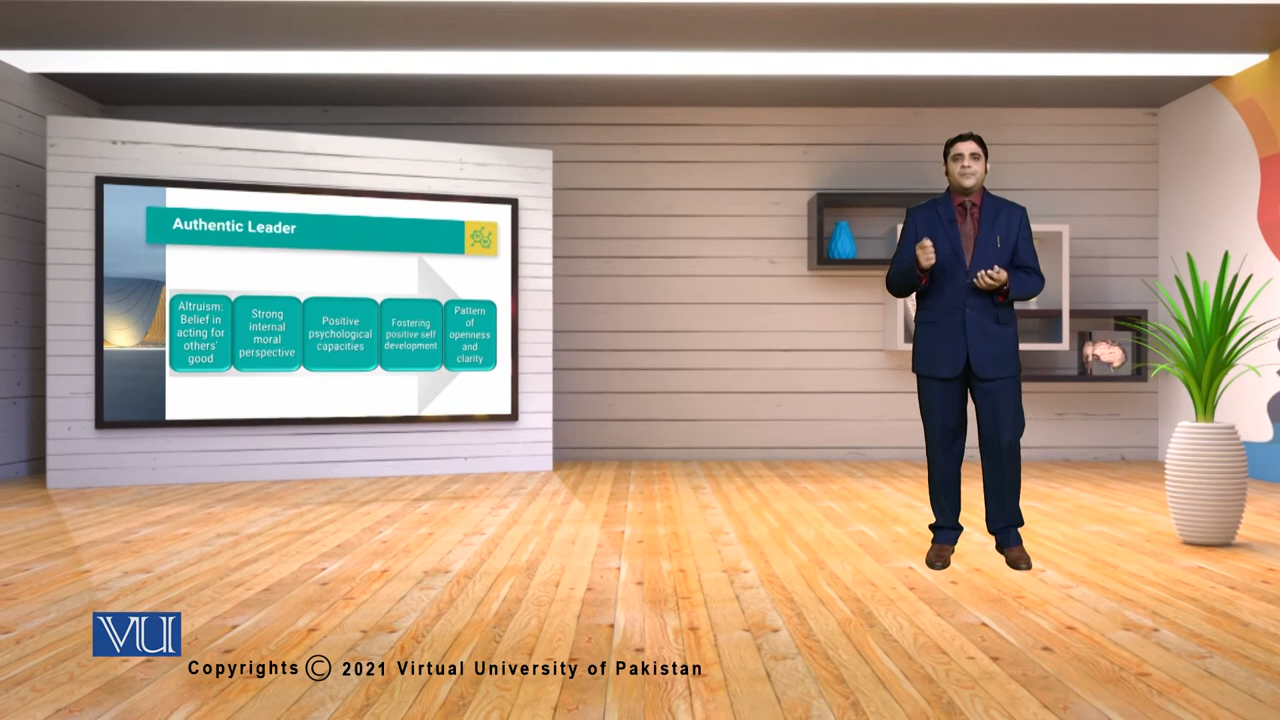 Authentic Leader
Altruism:
Belief in
acting for
others'
good
Strong
internal
moral
perspective
Positive
psychological
capacities
Fostering
positive self
development
Pattern
of
openness
and
clarity
VU
Copyrights © 2021 Virtual University of Pakistan